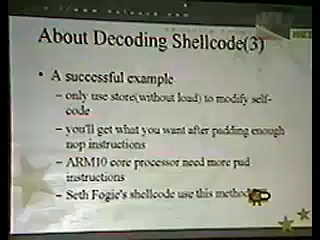 About Decoding Shellcode(3)
• A successful example
– only use store(without load) to modify self-
code
– you'll get what you want after padding enough
nop instructions
– ARM10 core processor need more pad
instructions
– Seth Fogie's shellcode use this method